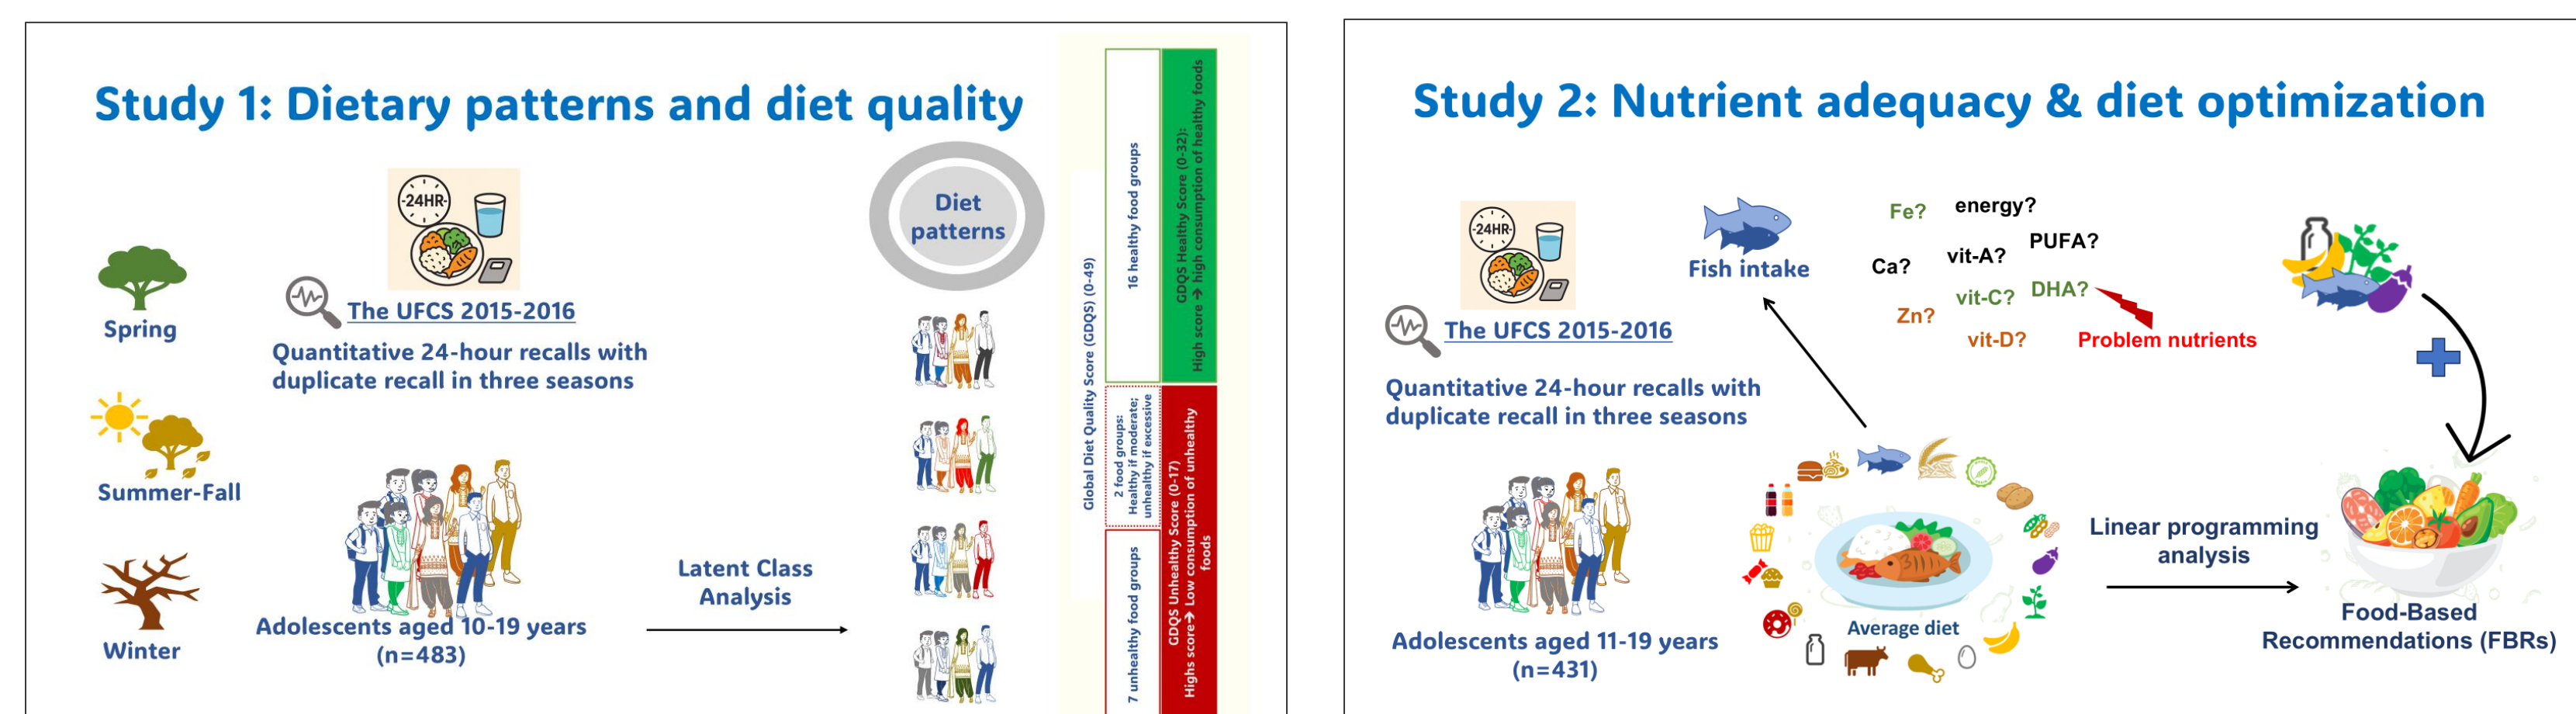 Study 1: Dietary patterns and diet quality
-24HR-
The UFCS 2015-2016
Quantitative 24-hour recalls with
duplicate recall in three seasons
Spring
Summer-Fall
Winter
Adolescents aged 10-19 years
(n=483)
Latent Class
Analysis
Diet
patterns
Global Diet Quality Score (GDQS) (0-49)
16 healthy food groups
2 food groups:
Healthy if moderate;
unhealthy if excessive
7 unhealthy food groups
GDQS Healthy Score (0-32):
High score → high consumption of healthy foods
GDQS Unhealthy Score (0-17)
Highs score→ Low consumption of unhealthy
foods
Study 2: Nutrient adequacy & diet optimization
-24HR-
The UFCS 2015-2016
Quantitative 24-hour recalls with
duplicate recall in three seasons
Adolescents aged 11-19 years
(n=431)
Fish intake
Fe?
energy?
Ca?
vit-A?
PUFA?
vit-C?
DHA?
Zn?
vit-D?
Problem nutrients
Average diet
Linear programming
analysis
Food-Based
Recommendations (FBRs)